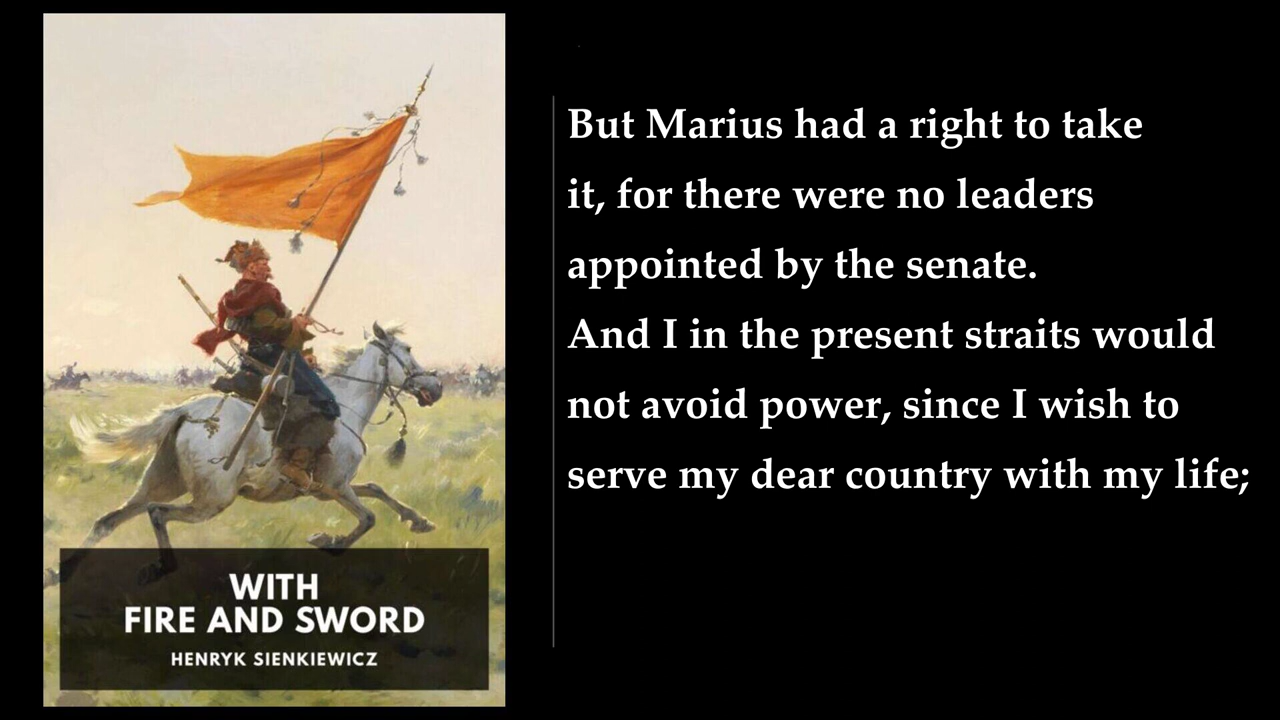 WITH
FIRE AND SWORD
HENRYK SIENKIEWICZ
But Marius had a right to take
it, for there were no leaders
appointed by the senate.
And I in the present straits would
not avoid power, since I wish to
serve my dear country with my life;